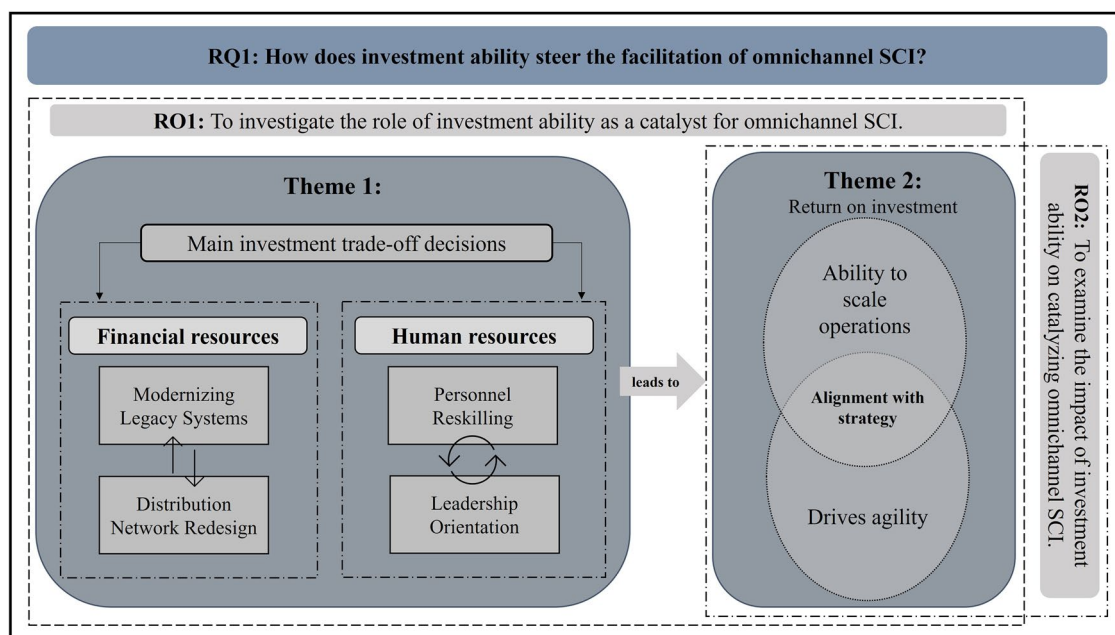 RQ1: How does investment ability steer the facilitation of omnichannel SCI?
RO1: To investigate the role of investment ability as a catalyst for omnichannel SCI.
Theme 1:
Main investment trade-off decisions
Financial resources
Modernizing
Legacy Systems
Distribution
Network Redesign
Human resources
Personnel
Reskilling
Leadership
Orientation
leads to
Theme 2:
Return on investment
Ability to
scale
operations
Alignment with
strategy
Drives agility
RO2: To examine the impact of investment
ability on catalyzing omnichannel SCI.